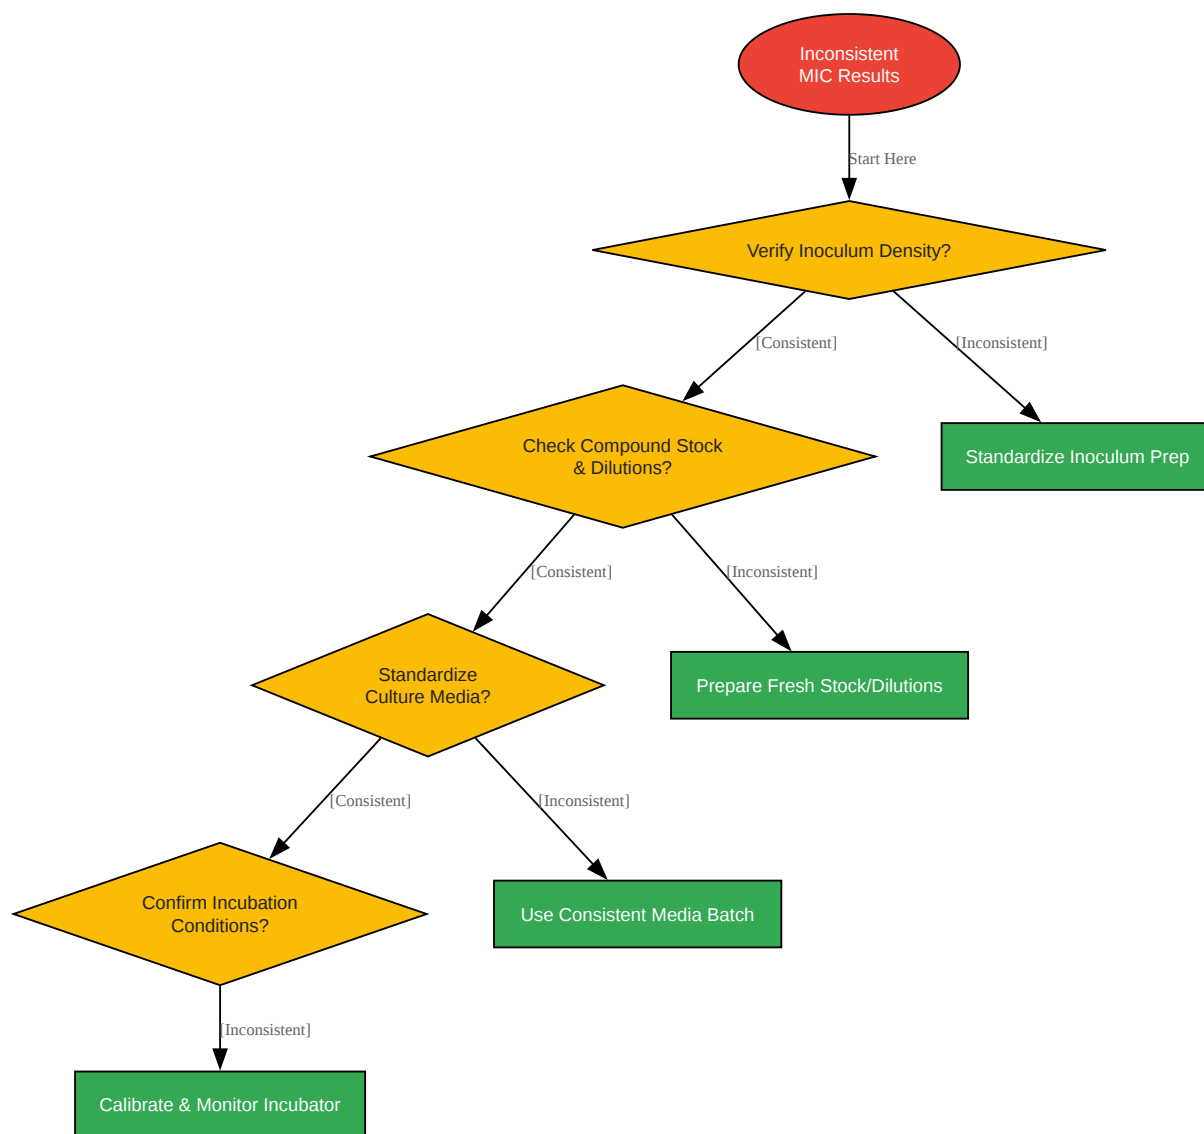 Inconsistent
MIC Results
Start Here
Verify Inoculum Density?
[Consistent]
[Inconsistent]
Check Compound Stock
& Dilutions?
Standardize Inoculum Prep
[Consistent]
[Inconsistent]
Standardize
Culture Media?
Prepare Fresh Stock/Dilutions
[Consistent]
[Inconsistent]
Confirm Incubation
Conditions?
Use Consistent Media Batch
[Inconsistent]
Calibrate & Monitor Incubator